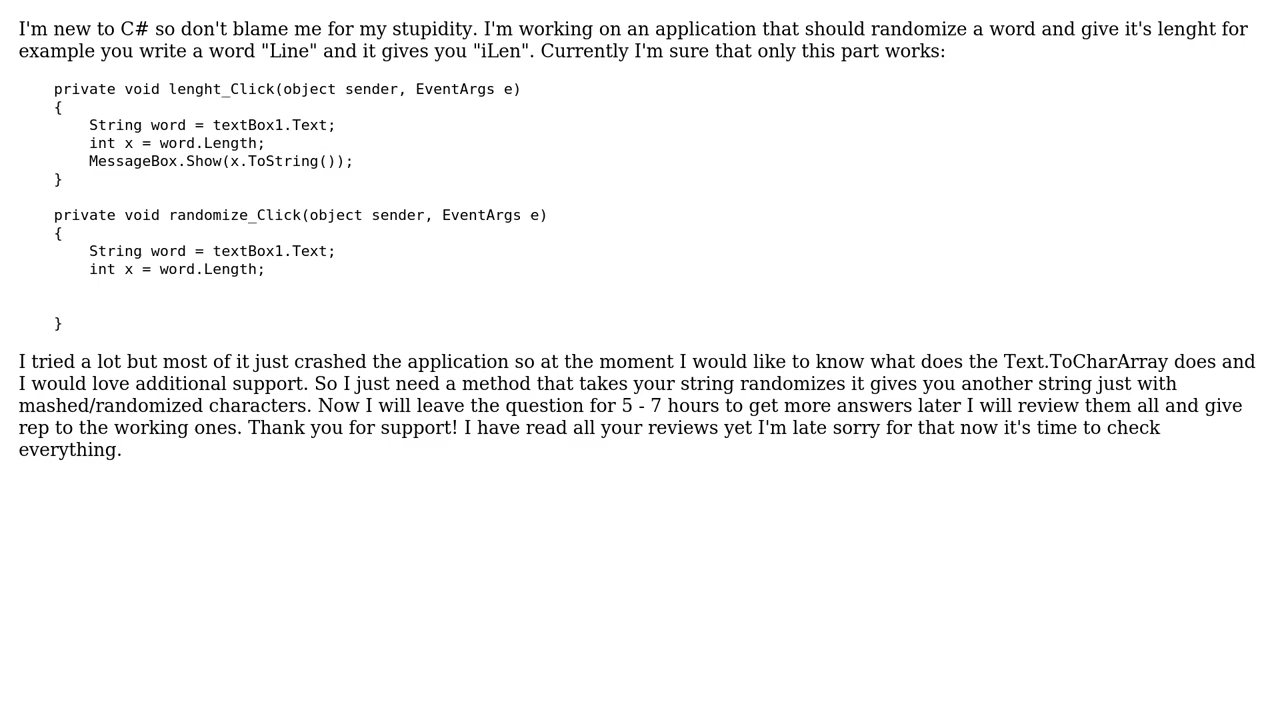 I'm new to C# so don't blame me for my stupidity. I'm working on an application that should randomize a word and give it's lenght for
example you write a word "Line" and it gives you "iLen". Currently I'm sure that only this part works:
private void lenght_Click(object sender, EventArgs e)
{
String word = textBox1.Text;
int x = word.Length;
MessageBox.Show(x.ToString());
}
private void randomize_Click(object sender, EventArgs e)
{
String word = textBox1.Text;
int x = word.Length;
}
I tried a lot but most of it just crashed the application so at the moment I would like to know what does the Text.ToCharArray does and
I would love additional support. So I just need a method that takes your string randomizes it gives you another string just with
mashed/randomized characters. Now I will leave the question for 5 - 7 hours to get more answers later I will review them all and give
rep to the working ones. Thank you for support! I have read all your reviews yet I'm late sorry for that now it's time to check
everything.